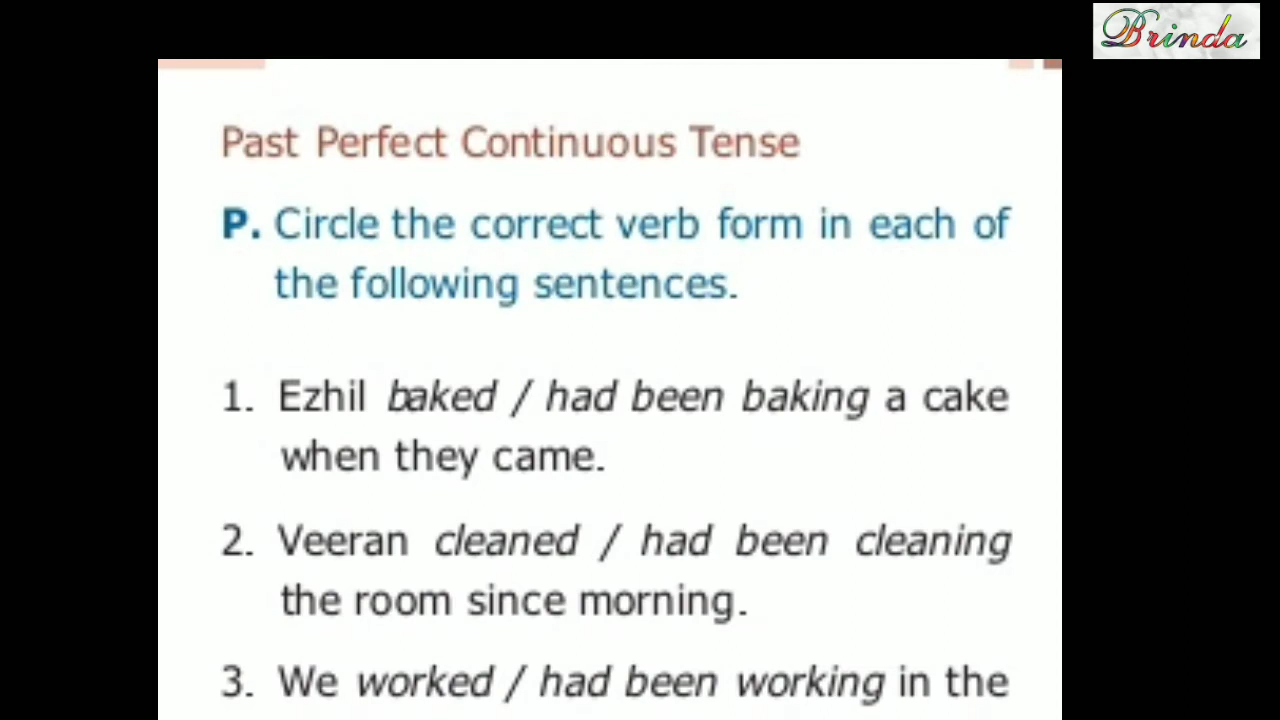 Brinda
Past Perfect Continuous Tense
P. Circle the correct verb form in each of
the following sentences.
1. Ezhil baked / had been baking a cake
when they came.
2. Veeran cleaned / had been cleaning
the room since morning.
3. We worked / had been working in the